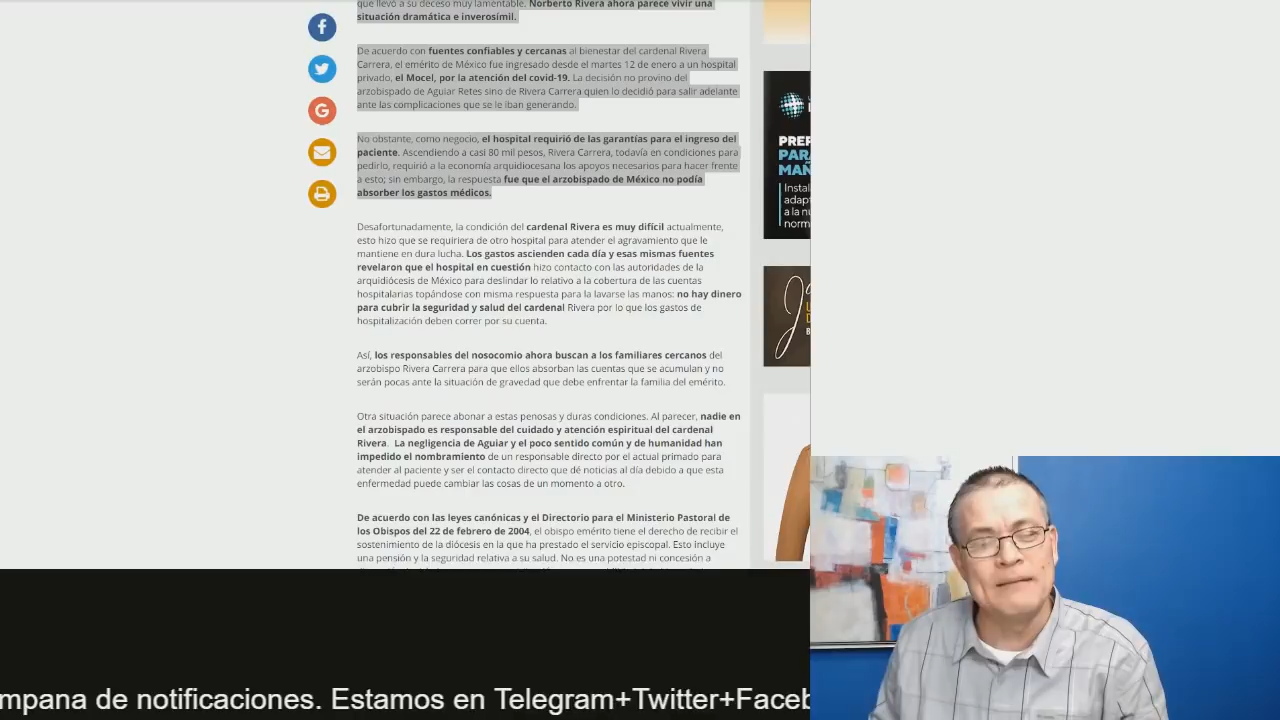 que llevó a su deceso muy lamentable. Norberto Rivera ahora parece vivir una
situación dramática e inverosímil.
De acuerdo con fuentes confiables y cercanas al bienestar del cardenal Rivera
Carrera, el emérito de México fue ingresado desde el martes 12 de enero a un hospital
privado, el Mocel, por la atención del covid-19. La decisión no provino del
arzobispado de Aguiar Retes sino de Rivera Carrera quien lo decidió para salir adelante
ante las complicaciones que se le iban generando.
No obstante, como negocio, el hospital requirió de las garantías para el ingreso del
paciente. Ascendiendo a casi 80 mil pesos, Rivera Carrera, todavía en condiciones para
pedirlo, requirió a la economía arquidiocesana los apoyos necesarios para hacer frente
a esto; sin embargo, la respuesta fue que el arzobispado de México no podía
absorber los gastos médicos.
Desafortunadamente, la condición del cardenal Rivera es muy difícil actualmente,
esto hizo que se requiriera de otro hospital para atender el agravamiento que le
mantiene en dura lucha. Los gastos ascienden cada día y esas mismas fuentes
revelaron que el hospital en cuestión hizo contacto con las autoridades de la
arquidiócesis de México para deslindar lo relativo a la cobertura de las cuentas
hospitalarias topándose con misma respuesta para la lavarse las manos: no hay dinero
para cubrir la seguridad y salud del cardenal Rivera por lo que los gastos de
hospitalización deben correr por su cuenta.
Así, los responsables del nosocomio ahora buscan a los familiares cercanos del
arzobispo Rivera Carrera para que ellos absorban las cuentas que se acumulan y no
serán pocas ante la situación de gravedad que debe enfrentar la familia del emérito.
Otra situación parece abonar a estas penosas y duras condiciones. Al parecer, nadie en
el arzobispado es responsable del cuidado y atención espiritual del cardenal
Rivera. La negligencia de Aguiar y el poco sentido común y de humanidad han
impedido el nombramiento de un responsable directo por el actual primado para
atender al paciente y ser el contacto directo que dé noticias al día debido a que esta
enfermedad puede cambiar las cosas de un momento a otro.
De acuerdo con las leyes canónicas y el Directorio para el Ministerio Pastoral de
los Obispos del 22 de febrero de 2004, el obispo emérito tiene el derecho de recibir el
sostenimiento de la diócesis en la que ha prestado el servicio episcopal. Esto incluye
una pensión y la seguridad relativa a su salud. No es una potestad ni concesión a
PREP
PARA
MAÑ
Instal
adapt
a la nu
norm
mpana de notificaciones. Estamos en Telegram+Twitter+Faceb